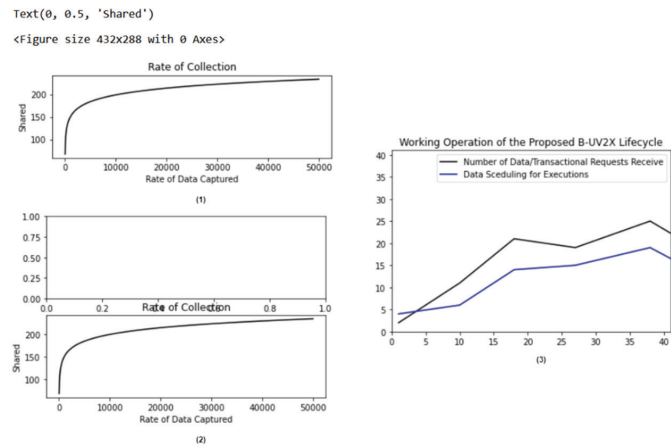 Text(0, 0.5, 'Shared')
<Figure size 432x288 with 0 Axes>
Rate of Collection
200
150
100
Shared
0 10000 20000 30000 40000 50000
Rate of Data Captured
(1)
1.00
0.75
0.50
0.25
0.00
0.0 0.2 0.4 0.6 0.8 1.0
Rate of Collection
200
150
100
Shared
0 10000 20000 30000 40000 50000
Rate of Data Captured
(2)
Working Operation of the Proposed B-UV2X Lifecycle
Number of Data/Transactional Requests Receive
Data Sceduling for Executions
40
35
30
25
20
15
10
5
0
0 5 10 15 20 25 30 35 40
(3)